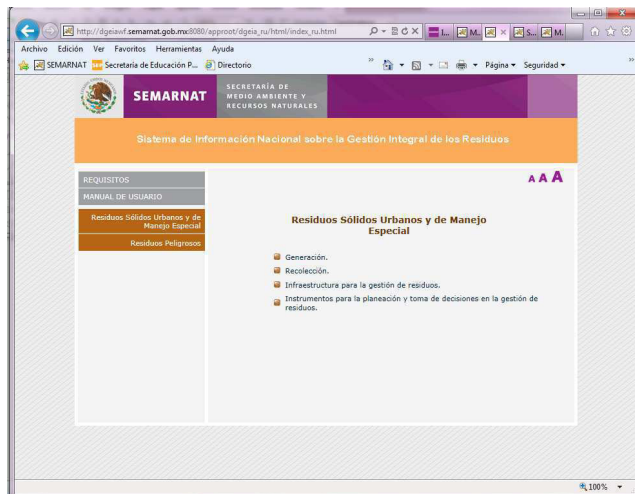 http://dgeiawf.semarnat.gob.mx:8080/approot/dgeia_ru/html/index_ru.html
I... M. S... M.
Archivo Edición Ver Favoritos Herramientas Ayuda
SEMARNAT Secretaría de Educación P... Directorio Página Seguridad
SEMARNAT
SECRETARÍA DE
MEDIO AMBIENTE Y
RECURSOS NATURALES
Sistema de Información Nacional sobre la Gestión Integral de los Residuos
REQUISITOS
MANUAL DE USUARIO
Residuos Sólidos Urbanos y de
Manejo Especial
Residuos Peligrosos
A A A
Residuos Sólidos Urbanos y de Manejo
Especial
Generación.
Recolección.
Infraestructura para la gestión de residuos.
Instrumentos para la planeación y toma de decisiones en la gestión de
residuos.
100%